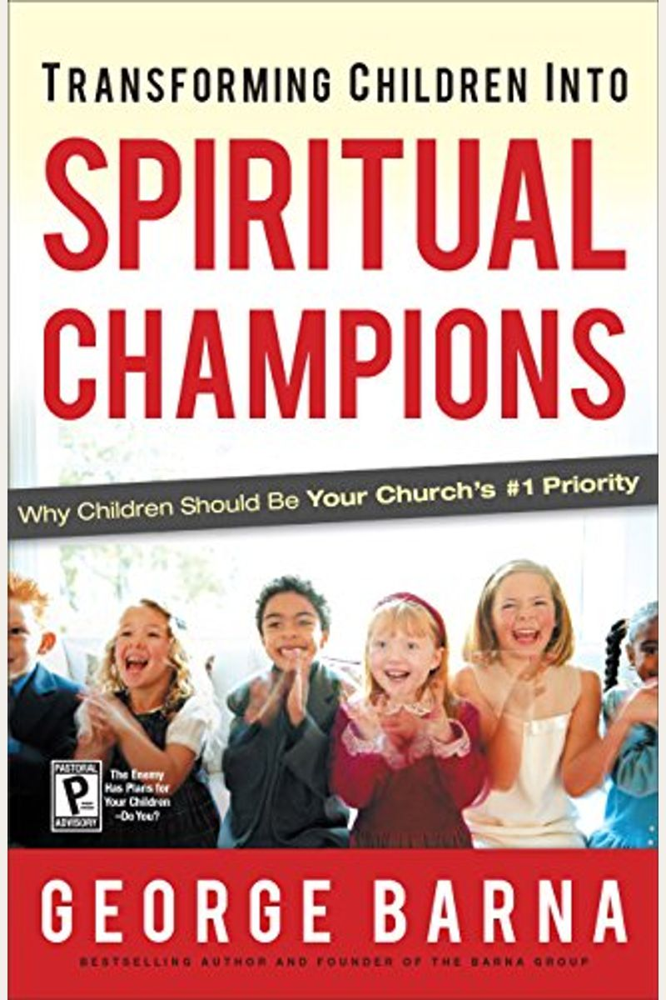 TRANSFORMING CHILDREN INTO
SPIRITUAL
CHAMPIONS
Why Children Should Be Your Church's #1 Priority
PASTORAL
P
ADVISORY
The Enemy
Has Plans for
Your Children
–Do You?
GEORGE BARNA
BESTSELLING AUTHOR AND FOUNDER OF THE BARNA GROUP